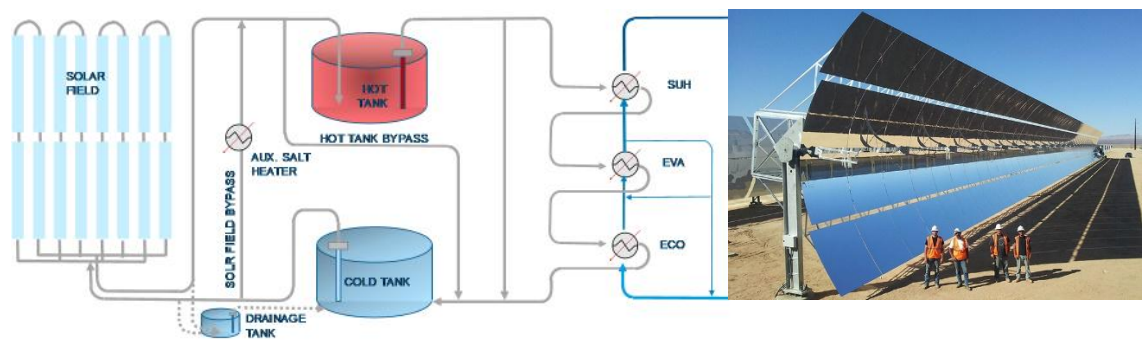 SOLAR
FIELD
HOT
TANK
HOT TANK BYPASS
AUX. SALT
HEATER
SOLR FIELD BYPASS
COLD TANK
DRAINAGE
TANK
SUH
EVA
ECO